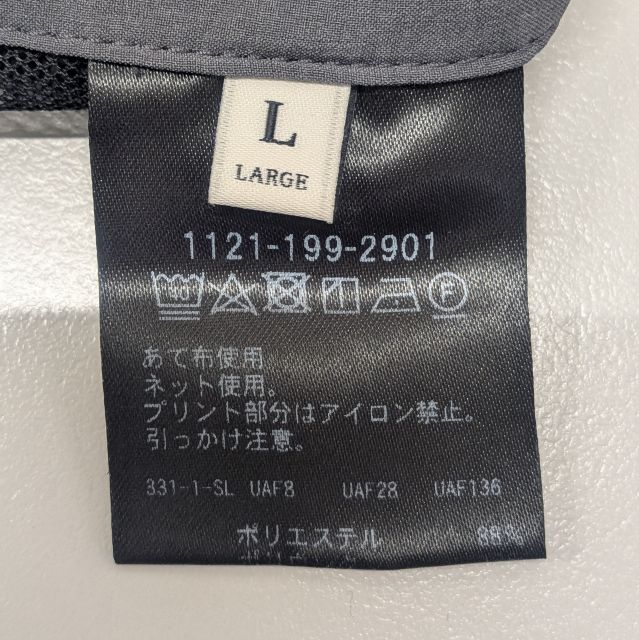 L
LARGE
1121-199-2901
40
F
あて布使用
ネット使用。
プリント部分はアイロン禁止。
引っかけ注意。
331-1-SL UAF8 UAF28 UAF136
ポリエステル 88%